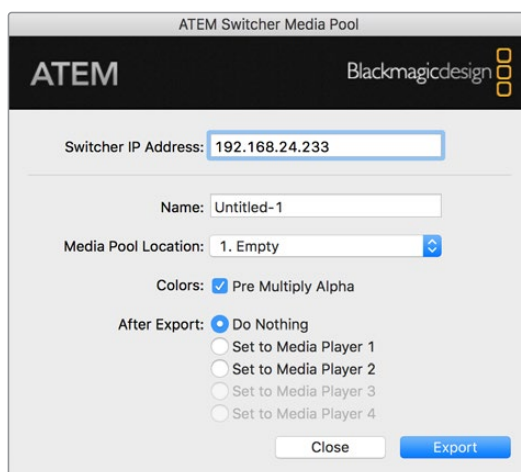 ATEM Switcher Media Pool
ATEM Blackmagicdesign
Switcher IP Address: 192.168.24.233
Name: Untitled-1
Media Pool Location: 1. Empty
Colors: Pre Multiply Alpha
After Export: Do Nothing
Set to Media Player 1
Set to Media Player 2
Set to Media Player 3
Set to Media Player 4
Close Export